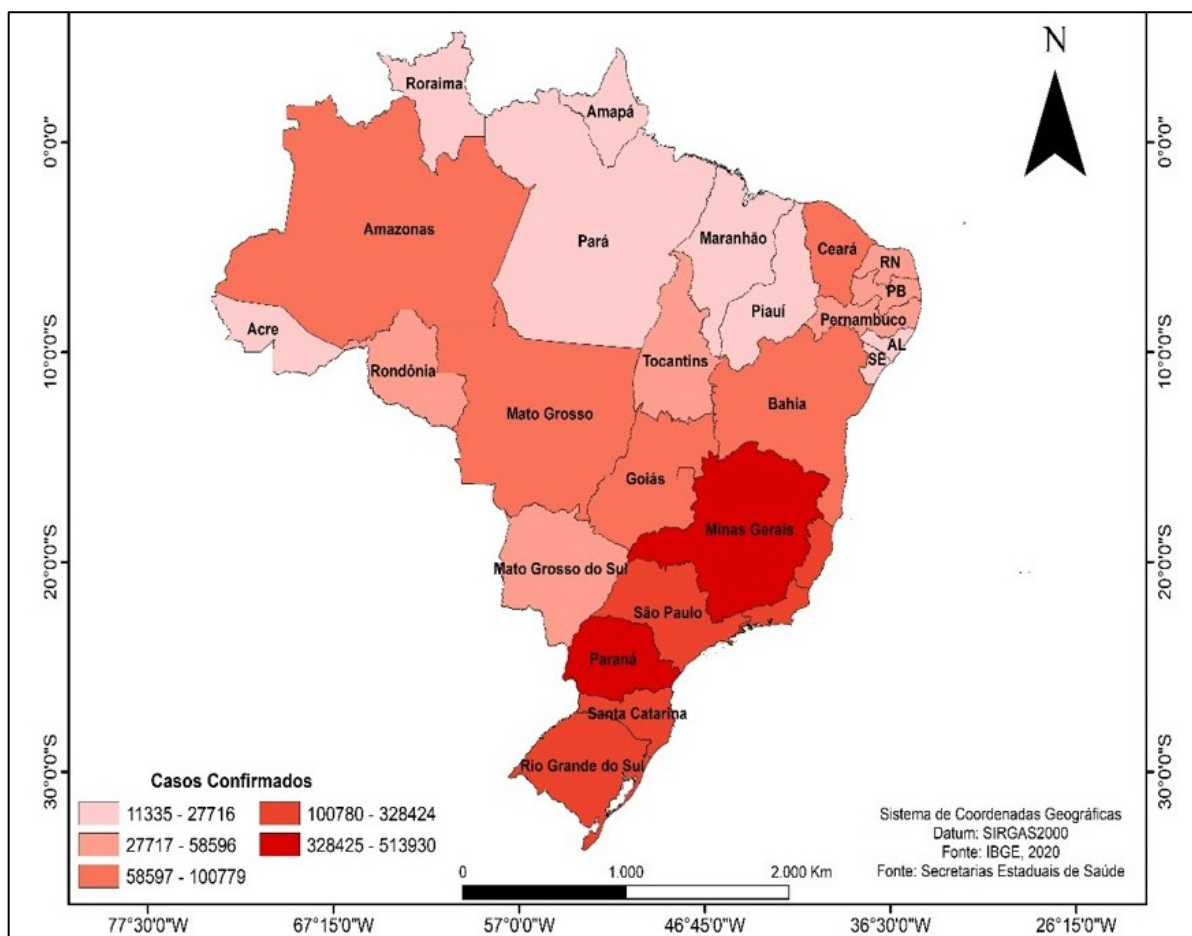 N
Roraima
Amapá
Amazonas
Pará
Maranhão
Ceará
RN
PB
Piauí
Pernambuco
AL
SE
Acre
Rondônia
Tocantins
Mato Grosso
Bahia
Goiás
Minas Gerais
Mato Grosso do Sul
São Paulo
Paraná
Santa Catarina
Rio Grande do Sul
0°0'0"
10°0'0"S
20°0'0"S
30°0'0"S
0°0'0"
10°0'0"S
20°0'0"S
30°0'0"S
Casos Confirmados
11335 - 27716
27717 - 58596
58597 - 100779
100780 - 328424
328425 - 513930
0 1.000 2.000 Km
Sistema de Coordenadas Geográficas
Datum: SIRGAS2000
Fonte: IBGE, 2020
Fonte: Secretarias Estaduais de Saúde
77°30'0"W 67°15'0"W 57°0'0"W 46°45'0"W 36°30'0"W 26°15'0"W